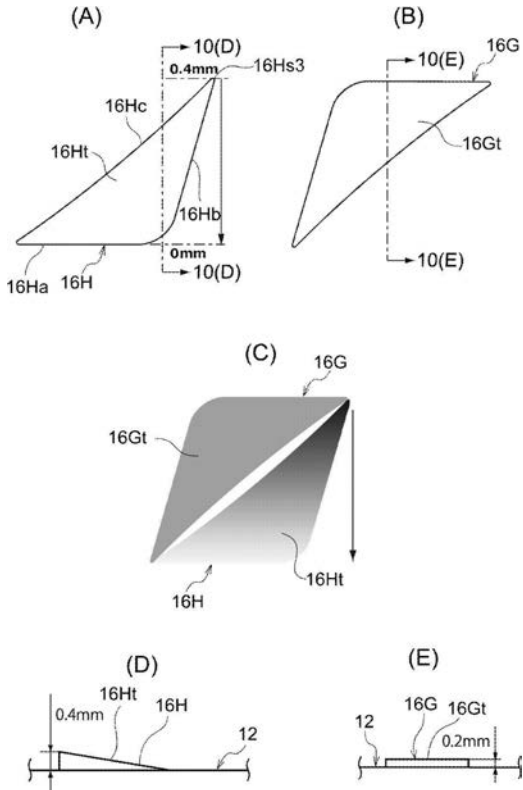 (A)
10(D)
0.4mm
16Hs3
16Hc
16Ht
16Hb
0mm
10(D)
16Ha
16H
(B)
10(E)
16G
16Gt
10(E)
(C)
16G
16Gt
16Ht
16H
(D)
16Ht
16H
0.4mm
12
(E)
16G
16Gt
12
0.2mm